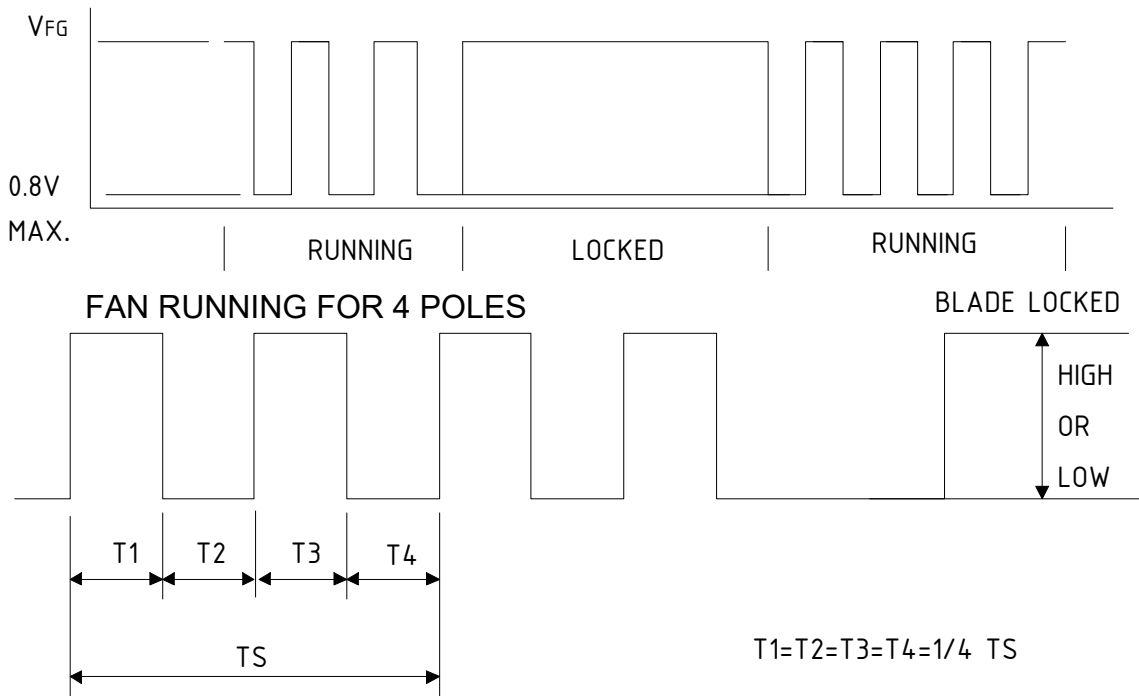 VFG
0.8V
MAX.
RUNNING
LOCKED
RUNNING
FAN RUNNING FOR 4 POLES
BLADE LOCKED
HIGH
OR
LOW
T1
T2
T3
T4
TS
T1=T2=T3=T4=1/4 TS